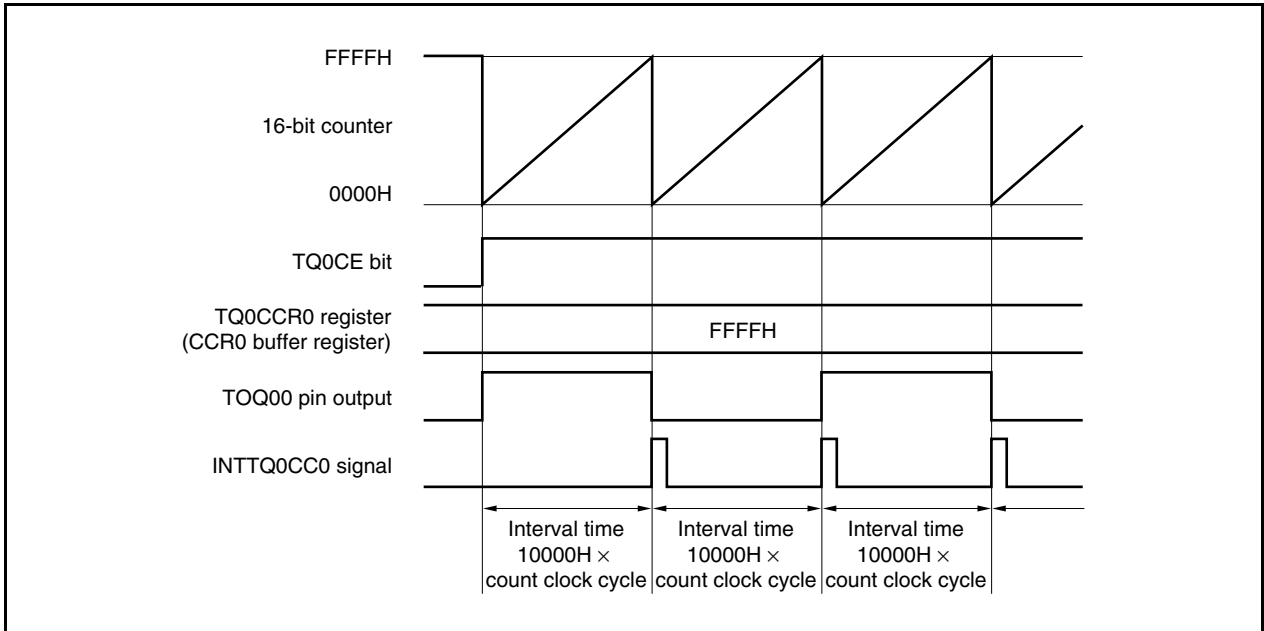 FFFFH
16-bit counter
0000H
TQ0CE bit
TQ0CCR0 register
(CCR0 buffer register)
FFFFH
TOQ00 pin output
INTTQ0CC0 signal
Interval time
10000H ×
count clock cycle
Interval time
10000H ×
count clock cycle
Interval time
10000H ×
count clock cycle